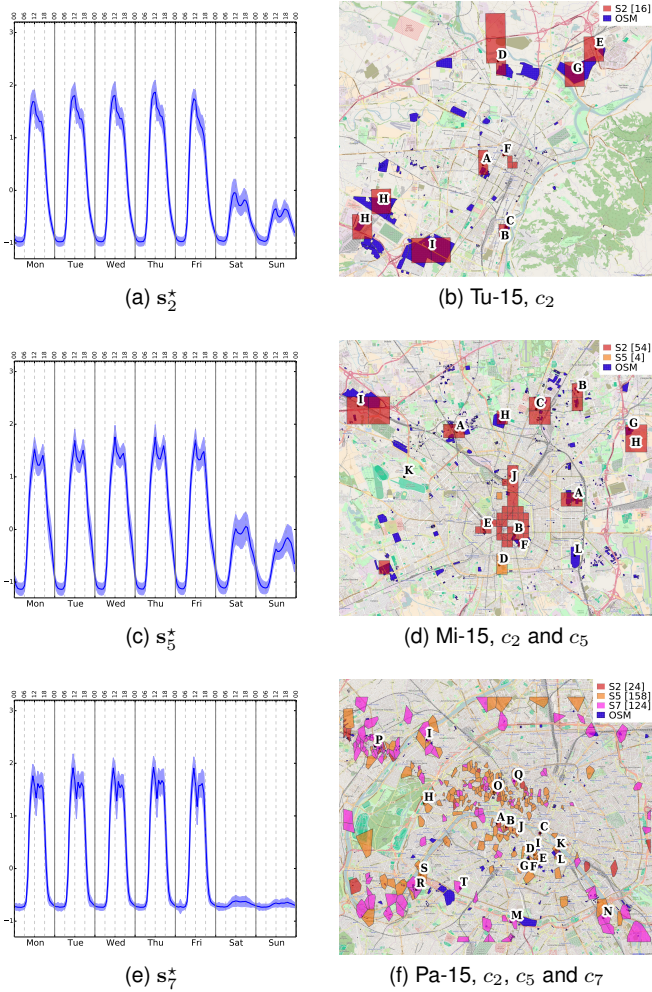 00 06 12 18 00 06 12 18 00 06 12 18 00 06 12 18 00 06 12 18 00 06 12 18 00 06 12 18 00
3
2
1
0
−1
Mon Tue Wed Thu Fri Sat Sun
(a) s₂⋆
S2 [16]
OSM
D
E
G
F
A
H
H
C
B
I
(b) Tu-15, c₂
00 06 12 18 00 06 12 18 00 06 12 18 00 06 12 18 00 06 12 18 00 06 12 18 00 06 12 18 00
3
2
1
0
−1
Mon Tue Wed Thu Fri Sat Sun
(c) s₅⋆
S2 [54]
S5 [4]
OSM
B
I
C
H
G
A
H
K
J
A
E
B
F
D
L
(d) Mi-15, c₂ and c₅
00 06 12 18 00 06 12 18 00 06 12 18 00 06 12 18 00 06 12 18 00 06 12 18 00 06 12 18 00
3
2
1
0
−1
Mon Tue Wed Thu Fri Sat Sun
(e) s₇⋆
S2 [24]
S5 [158]
S7 [124]
OSM
I
P
Q
O
H
A B J C
D I K
G F E L
S
R T
M N
(f) Pa-15, c₂, c₅ and c₇